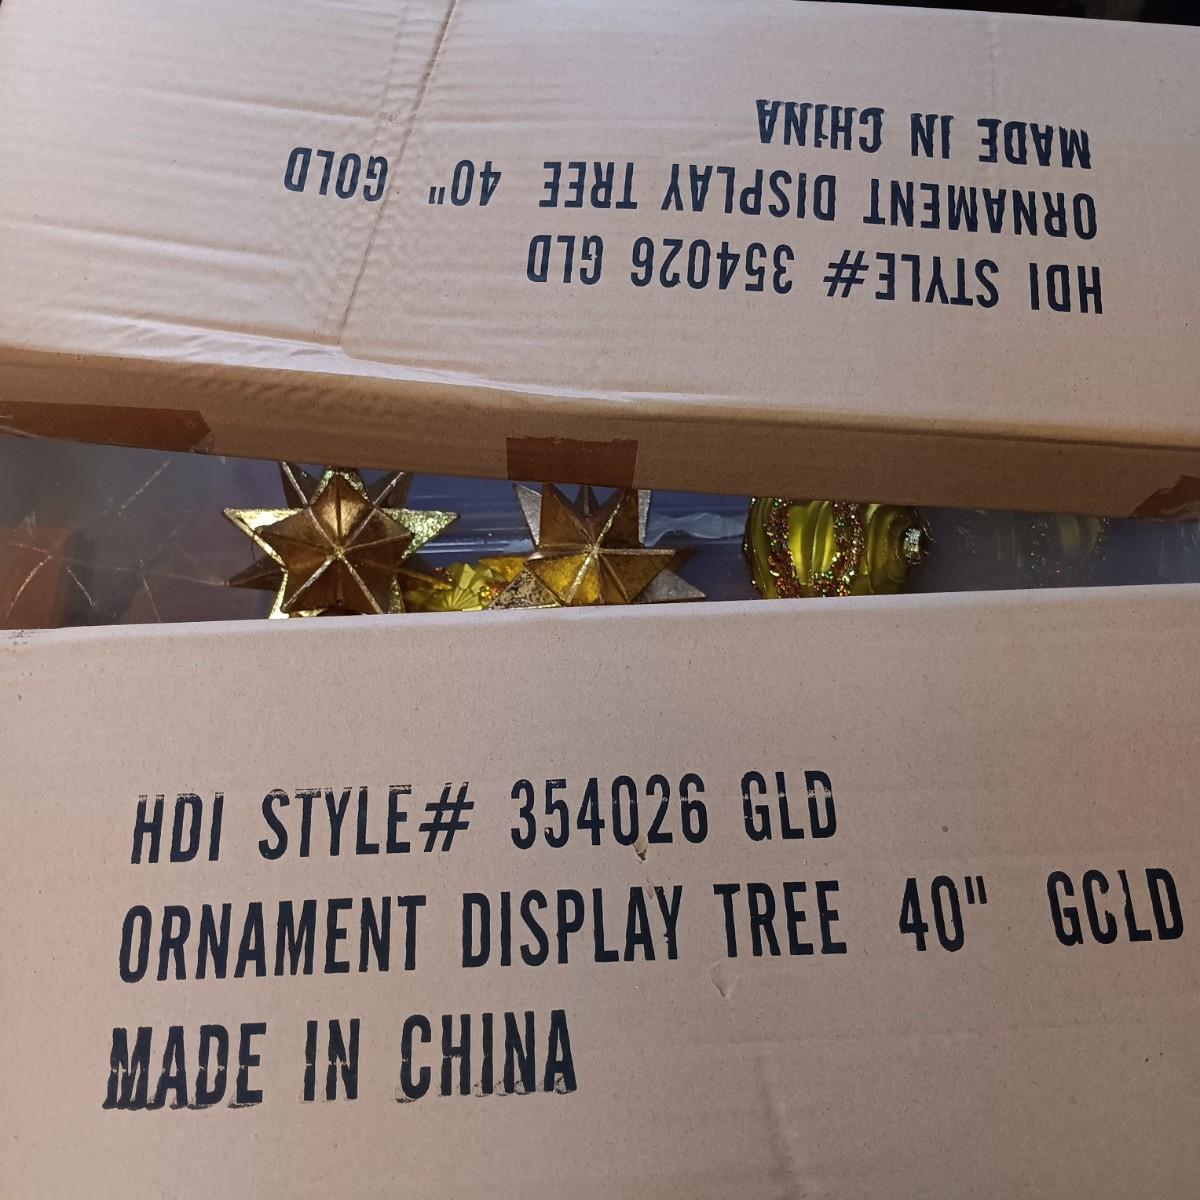 MADE IN CHINA
ORNAMENT DISPLAY TREE 40" GOLD
HDI STYLE# 354026 GLD
HDI STYLE# 354026 GLD
ORNAMENT DISPLAY TREE 40" GOLD
MADE IN CHINA